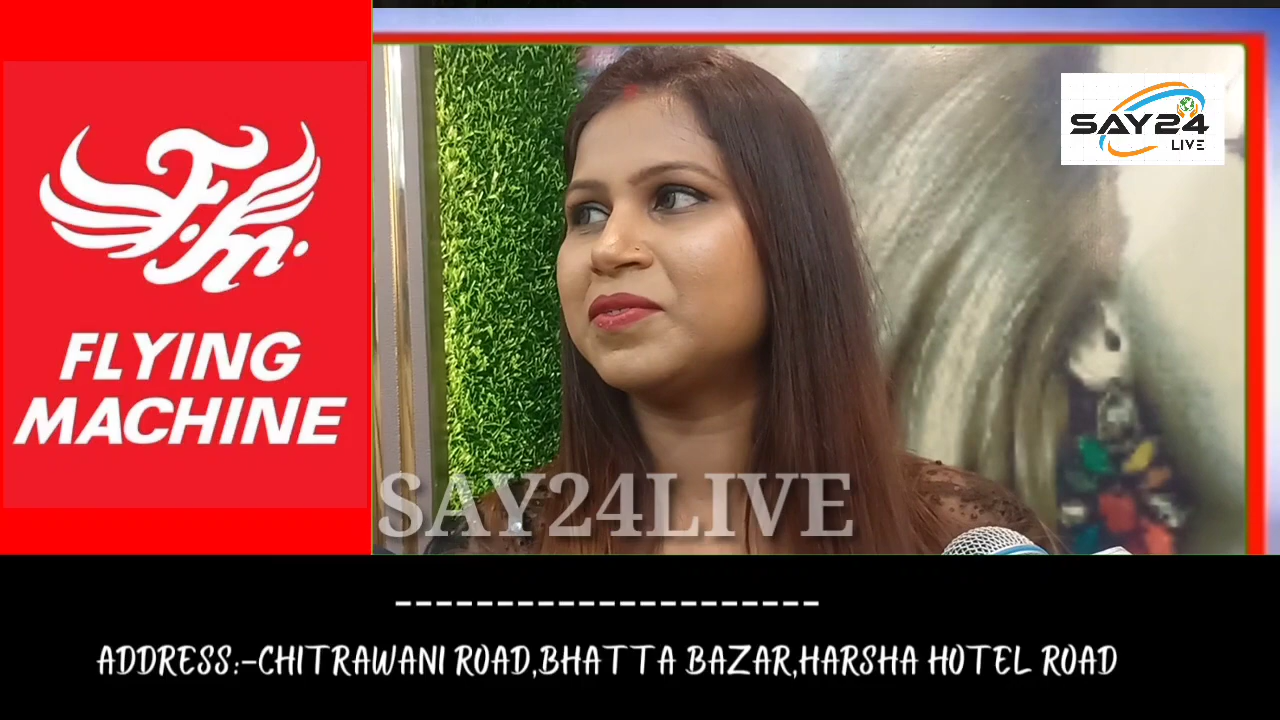 F.m.
FLYING
MACHINE
SAY24
LIVE
SAY24LIVE
---------------------
ADDRESS:-CHITRAWANI ROAD,BHATTA BAZAR,HARSHA HOTEL ROAD